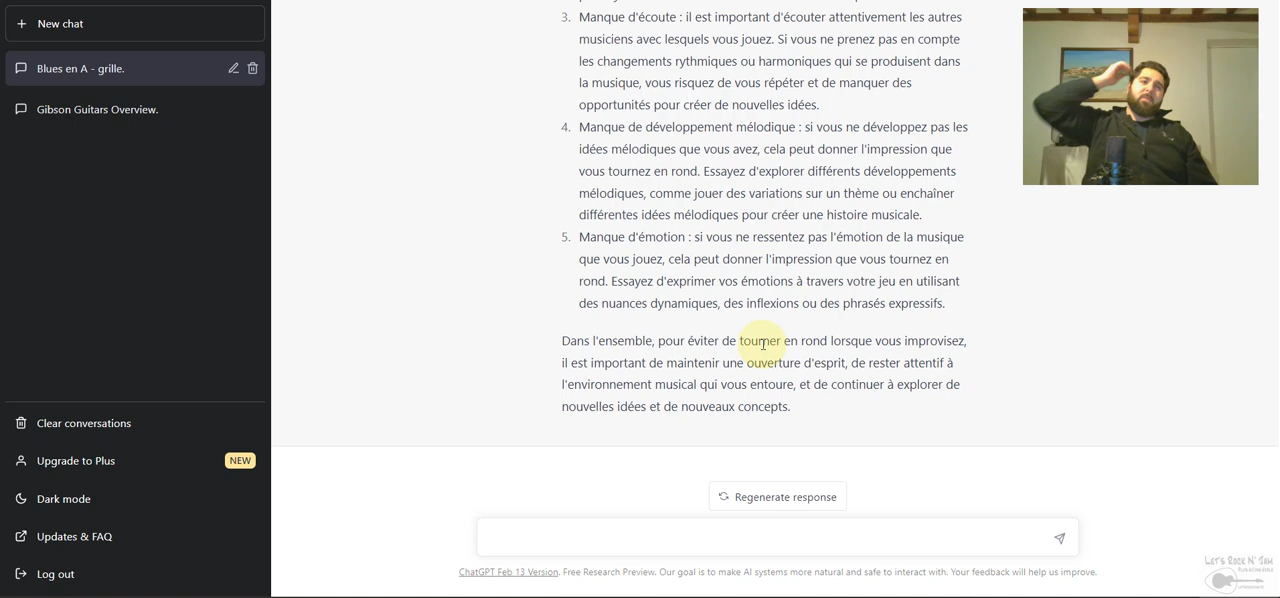 New chat
Blues en A - grille.
Gibson Guitars Overview.
Clear conversations
Upgrade to Plus
NEW
Dark mode
Updates & FAQ
Log out
3. Manque d'écoute : il est important d'écouter attentivement les autres
musiciens avec lesquels vous jouez. Si vous ne prenez pas en compte
les changements rythmiques ou harmoniques qui se produisent dans
la musique, vous risquez de vous répéter et de manquer des
opportunités pour créer de nouvelles idées.
4. Manque de développement mélodique : si vous ne développez pas les
idées mélodiques que vous avez, cela peut donner l'impression que
vous tournez en rond. Essayez d'explorer différents développements
mélodiques, comme jouer des variations sur un thème ou enchaîner
différentes idées mélodiques pour créer une histoire musicale.
5. Manque d'émotion : si vous ne ressentez pas l'émotion de la musique
que vous jouez, cela peut donner l'impression que vous tournez en
rond. Essayez d'exprimer vos émotions à travers votre jeu en utilisant
des nuances dynamiques, des inflexions ou des phrasés expressifs.
Dans l'ensemble, pour éviter de tourner en rond lorsque vous improvisez,
il est important de maintenir une ouverture d'esprit, de rester attentif à
l'environnement musical qui vous entoure, et de continuer à explorer de
nouvelles idées et de nouveaux concepts.
Regenerate response
ChatGPT Feb 13 Version. Free Research Preview. Our goal is to make AI systems more natural and safe to interact with. Your feedback will help us improve.
Let's Rock N' Jam